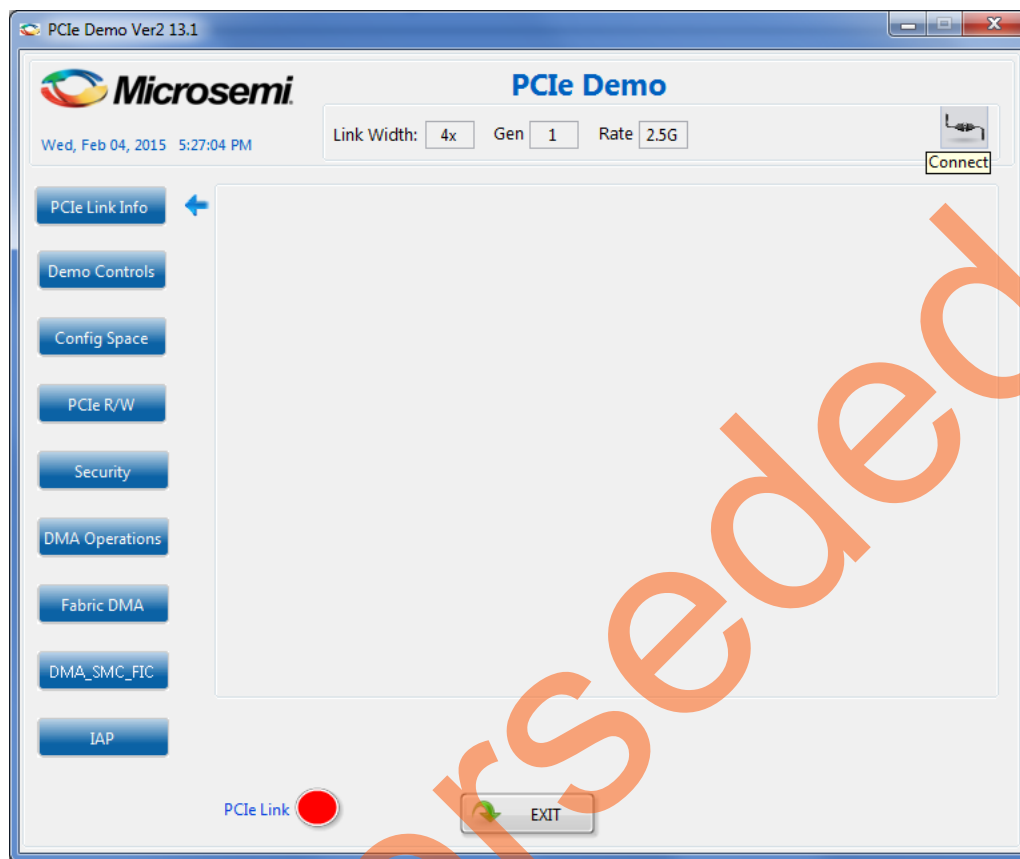 PCIe Demo Ver2 13.1
Microsemi.
PCIe Demo
Wed, Feb 04, 2015 5:27:04 PM
Link Width: 4x Gen 1 Rate 2.5G
Connect
PCIe Link Info
Demo Controls
Config Space
PCIe R/W
Security
DMA Operations
Fabric DMA
DMA_SMC_FIC
IAP
PCIe Link
EXIT
erseded